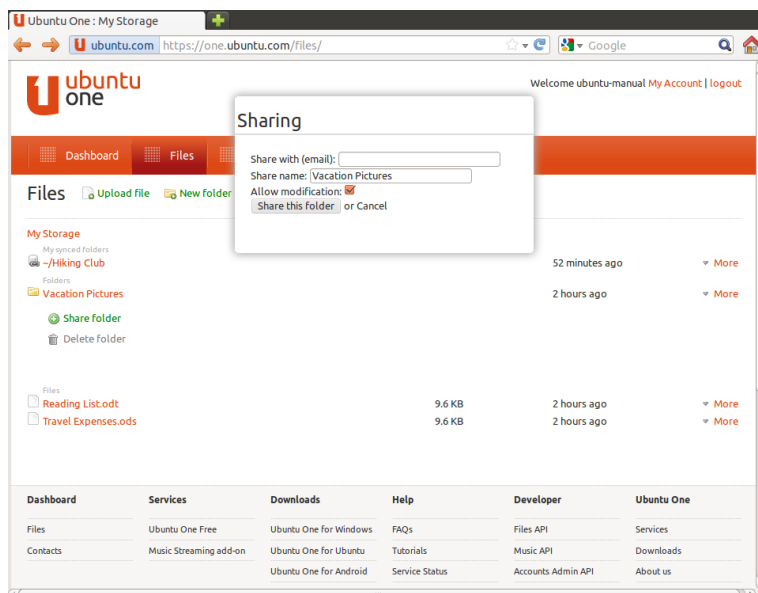 Ubuntu One : My Storage
ubuntu.com https://one.ubuntu.com/files/ Google
ubuntu
one
Welcome ubuntu-manual My Account | logout
Sharing
Dashboard Files
Share with (email):
Share name: Vacation Pictures
Allow modification:
Share this folder or Cancel
Files Upload file New folder
My Storage
My synced folders
~/Hiking Club 52 minutes ago More
Folders
Vacation Pictures 2 hours ago More
Share folder
Delete folder
Files
Reading List.odt 9.6 KB 2 hours ago More
Travel Expenses.ods 9.6 KB 2 hours ago More
Dashboard Services Downloads Help Developer Ubuntu One
Files Ubuntu One Free Ubuntu One for Windows FAQs Files API Services
Contacts Music Streaming add-on Ubuntu One for Ubuntu Tutorials Music API Downloads
Ubuntu One for Android Service Status Accounts Admin API About us